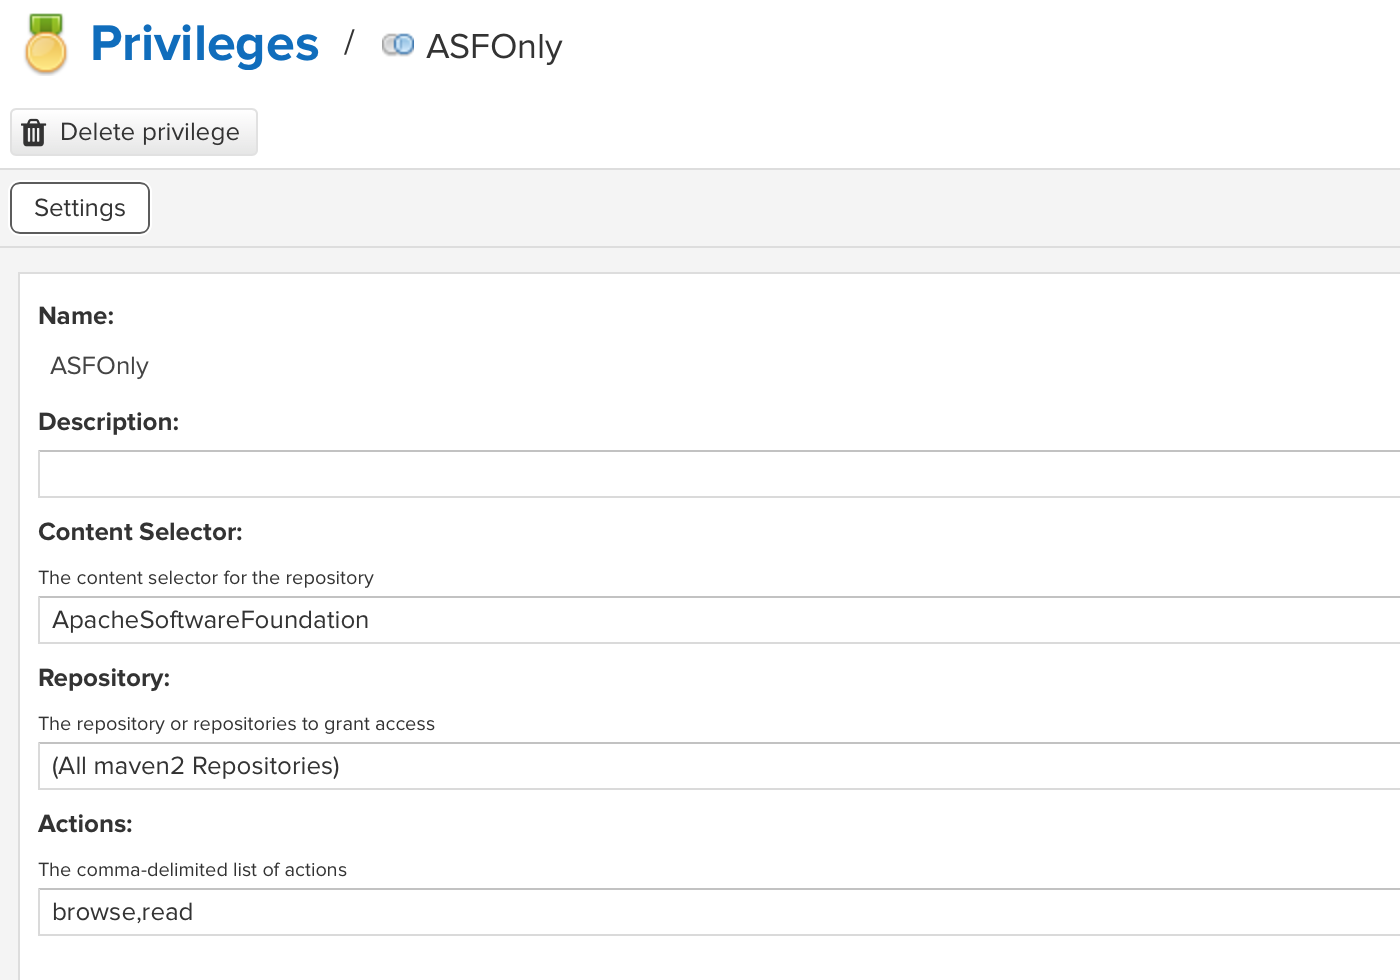 Privileges / ASFOnly
Delete privilege
Settings
Name:
ASFOnly
Description:
Content Selector:
The content selector for the repository
ApacheSoftwareFoundation
Repository:
The repository or repositories to grant access
(All maven2 Repositories)
Actions:
The comma-delimited list of actions
browse,read